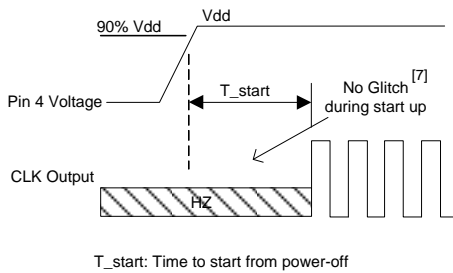 Vdd
90% Vdd
T_start
No Glitch [7]
during start up
Pin 4 Voltage
CLK Output
HZ
T_start: Time to start from power-off